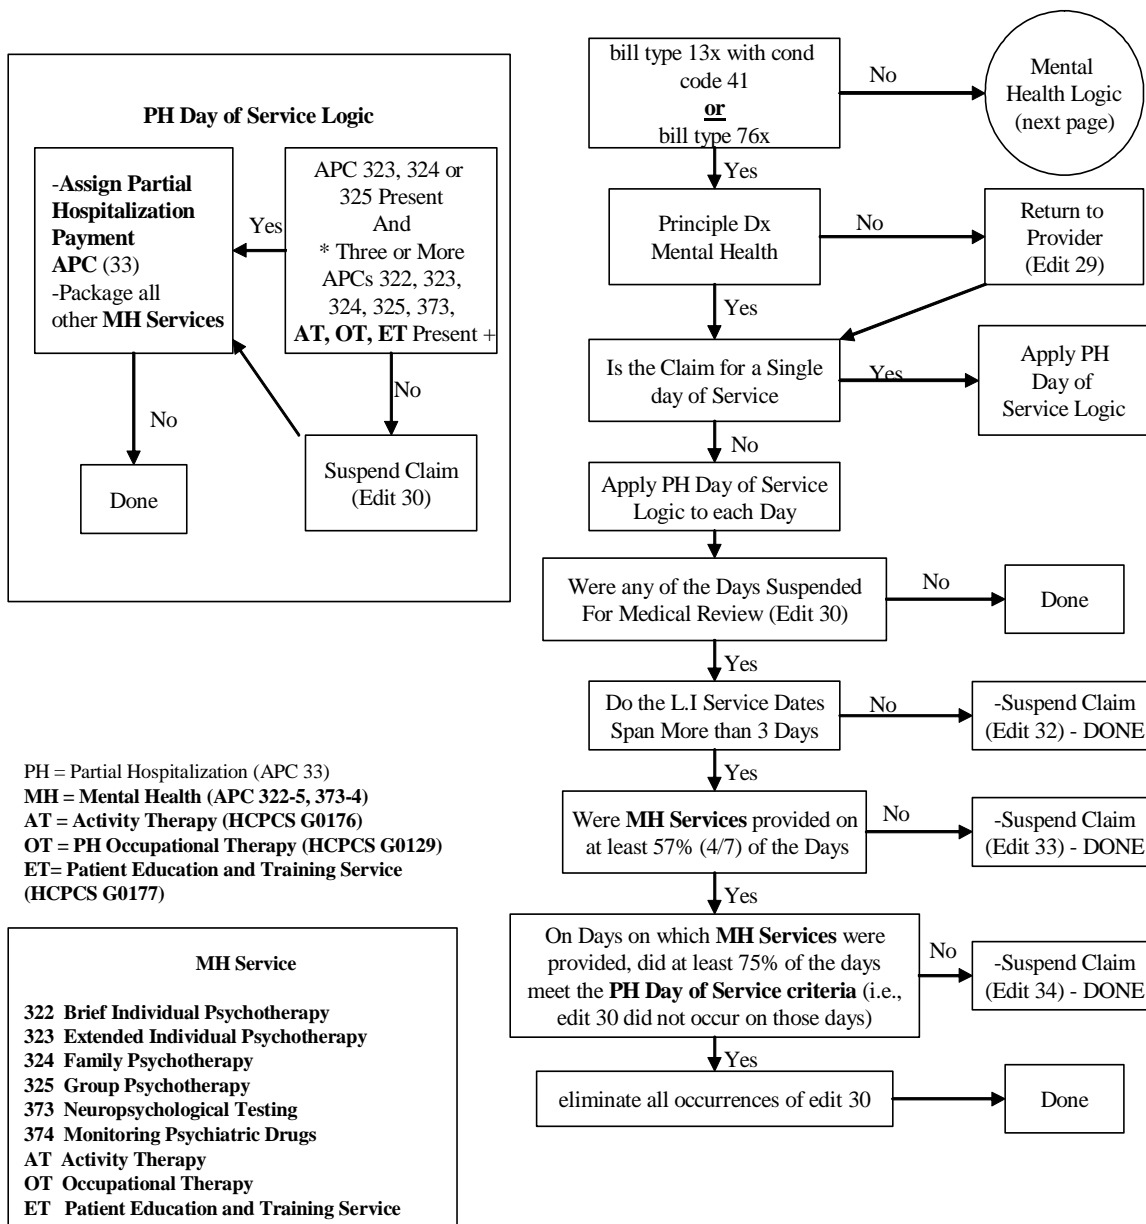 PH Day of Service Logic
-Assign Partial
Hospitalization
Payment
APC (33)
-Package all
other MH Services
Yes
APC 323, 324 or
325 Present
And
* Three or More
APCs 322, 323,
324, 325, 373,
AT, OT, ET Present +
No
No
Done
Suspend Claim
(Edit 30)
PH = Partial Hospitalization (APC 33)
MH = Mental Health (APC 322-5, 373-4)
AT = Activity Therapy (HCPCS G0176)
OT = PH Occupational Therapy (HCPCS G0129)
ET= Patient Education and Training Service
(HCPCS G0177)
MH Service
322 Brief Individual Psychotherapy
323 Extended Individual Psychotherapy
324 Family Psychotherapy
325 Group Psychotherapy
373 Neuropsychological Testing
374 Monitoring Psychiatric Drugs
AT Activity Therapy
OT Occupational Therapy
ET Patient Education and Training Service
bill type 13x with cond
code 41
or
bill type 76x
No
Mental
Health Logic
(next page)
Yes
Principle Dx
Mental Health
No
Return to
Provider
(Edit 29)
Yes
Is the Claim for a Single
day of Service
Yes
Apply PH
Day of
Service Logic
No
Apply PH Day of Service
Logic to each Day
Were any of the Days Suspended
For Medical Review (Edit 30)
No
Done
Yes
Do the L.I Service Dates
Span More than 3 Days
No
-Suspend Claim
(Edit 32) - DONE
Yes
Were MH Services provided on
at least 57% (4/7) of the Days
No
-Suspend Claim
(Edit 33) - DONE
Yes
On Days on which MH Services were
provided, did at least 75% of the days
meet the PH Day of Service criteria (i.e.,
edit 30 did not occur on those days)
No
-Suspend Claim
(Edit 34) - DONE
Yes
eliminate all occurrences of edit 30
Done